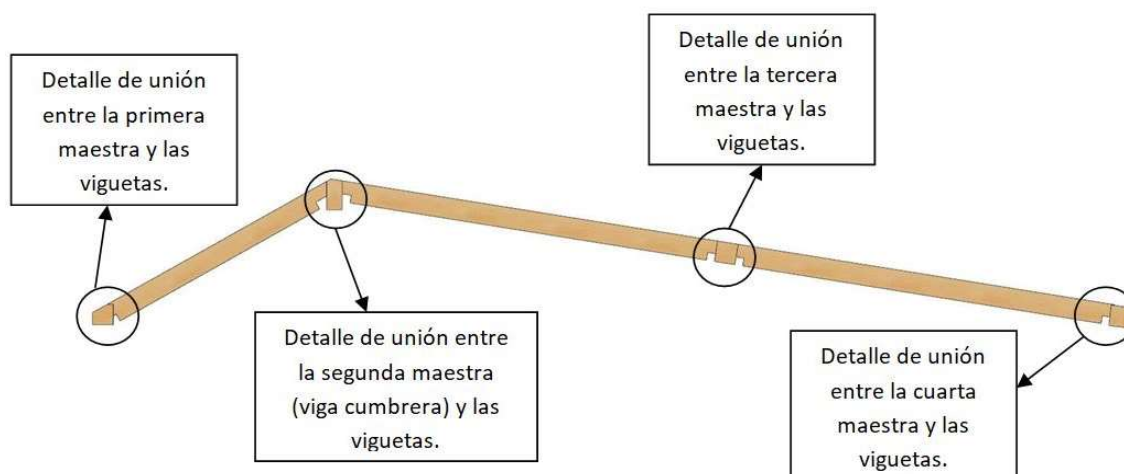 Detalle de unión
entre la primera
maestra y las
viguetas.
Detalle de unión
entre la tercera
maestra y las
viguetas.
Detalle de unión entre
la segunda maestra
(viga cumbrera) y las
viguetas.
Detalle de unión
entre la cuarta
maestra y las
viguetas.